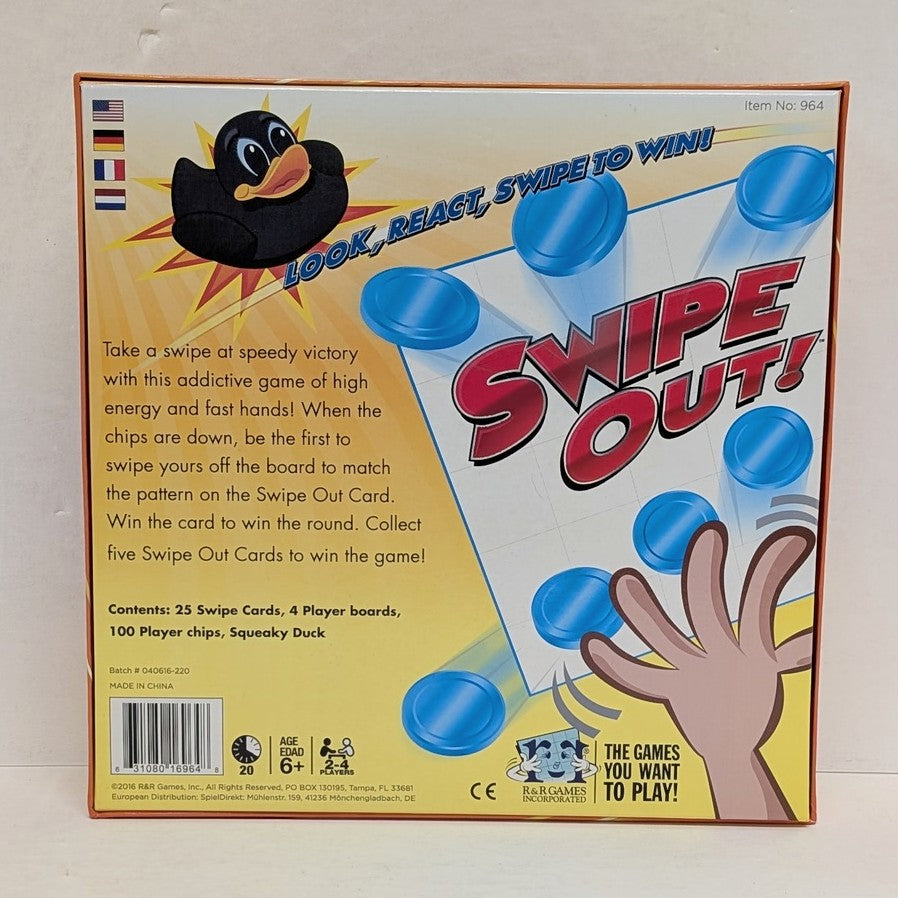 Item No: 964
LOOK, REACT, SWIPE TO WIN!
SWIPE
OUT!™
Take a swipe at speedy victory
with this addictive game of high
energy and fast hands! When the
chips are down, be the first to
swipe yours off the board to match
the pattern on the Swipe Out Card.
Win the card to win the round. Collect
five Swipe Out Cards to win the game!
Contents: 25 Swipe Cards, 4 Player boards,
100 Player chips, Squeaky Duck
Batch # 040616-220
MADE IN CHINA
6 31080 16964 8
20
AGE
EDAD
6+
2-4
PLAYERS
©2016 R&R Games, Inc., All Rights Reserved, PO BOX 130195, Tampa, FL 33681
European Distribution: SpielDirekt: Mühlenstr. 159, 41236 Mönchengladbach, DE
CE
R&R
®
R&R GAMES
INCORPORATED
THE GAMES
YOU WANT
TO PLAY!